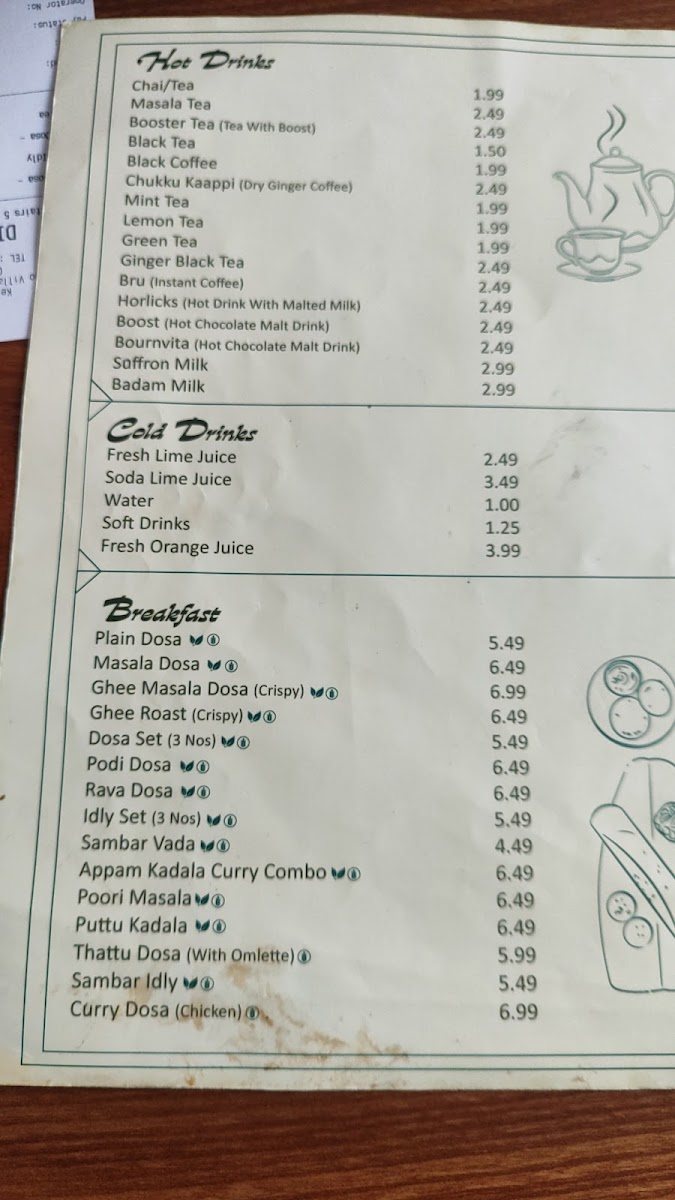 Hot Drinks
Chai/Tea 1.99
Masala Tea 2.49
Booster Tea (Tea With Boost) 2.49
Black Tea 1.50
Black Coffee 1.99
Chukku Kaappi (Dry Ginger Coffee) 2.49
Mint Tea 1.99
Lemon Tea 1.99
Green Tea 1.99
Ginger Black Tea 2.49
Bru (Instant Coffee) 2.49
Horlicks (Hot Drink With Malted Milk) 2.49
Boost (Hot Chocolate Malt Drink) 2.49
Bournvita (Hot Chocolate Malt Drink) 2.49
Saffron Milk 2.99
Badam Milk 2.99
Cold Drinks
Fresh Lime Juice 2.49
Soda Lime Juice 3.49
Water 1.00
Soft Drinks 1.25
Fresh Orange Juice 3.99
Breakfast
Plain Dosa 5.49
Masala Dosa 6.49
Ghee Masala Dosa (Crispy) 6.99
Ghee Roast (Crispy) 6.49
Dosa Set (3 Nos) 5.49
Podi Dosa 6.49
Rava Dosa 6.49
Idly Set (3 Nos) 5.49
Sambar Vada 4.49
Appam Kadala Curry Combo 6.49
Poori Masala 6.49
Puttu Kadala 6.49
Thattu Dosa (With Omlette) 5.99
Sambar Idly 5.49
Curry Dosa (Chicken) 6.99